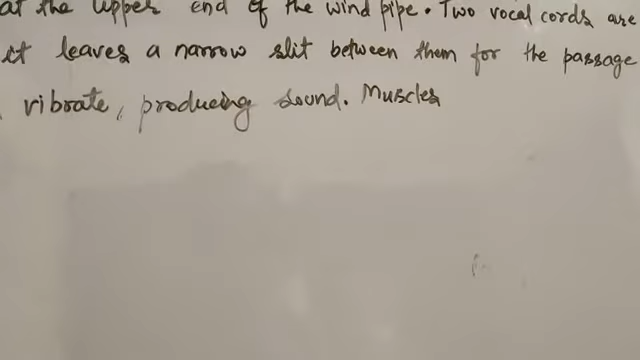 at the upper end of the wind pipe. Two vocal cords are
it leaves a narrow slit between them for the passage
vibrate, producing sound. Muscles